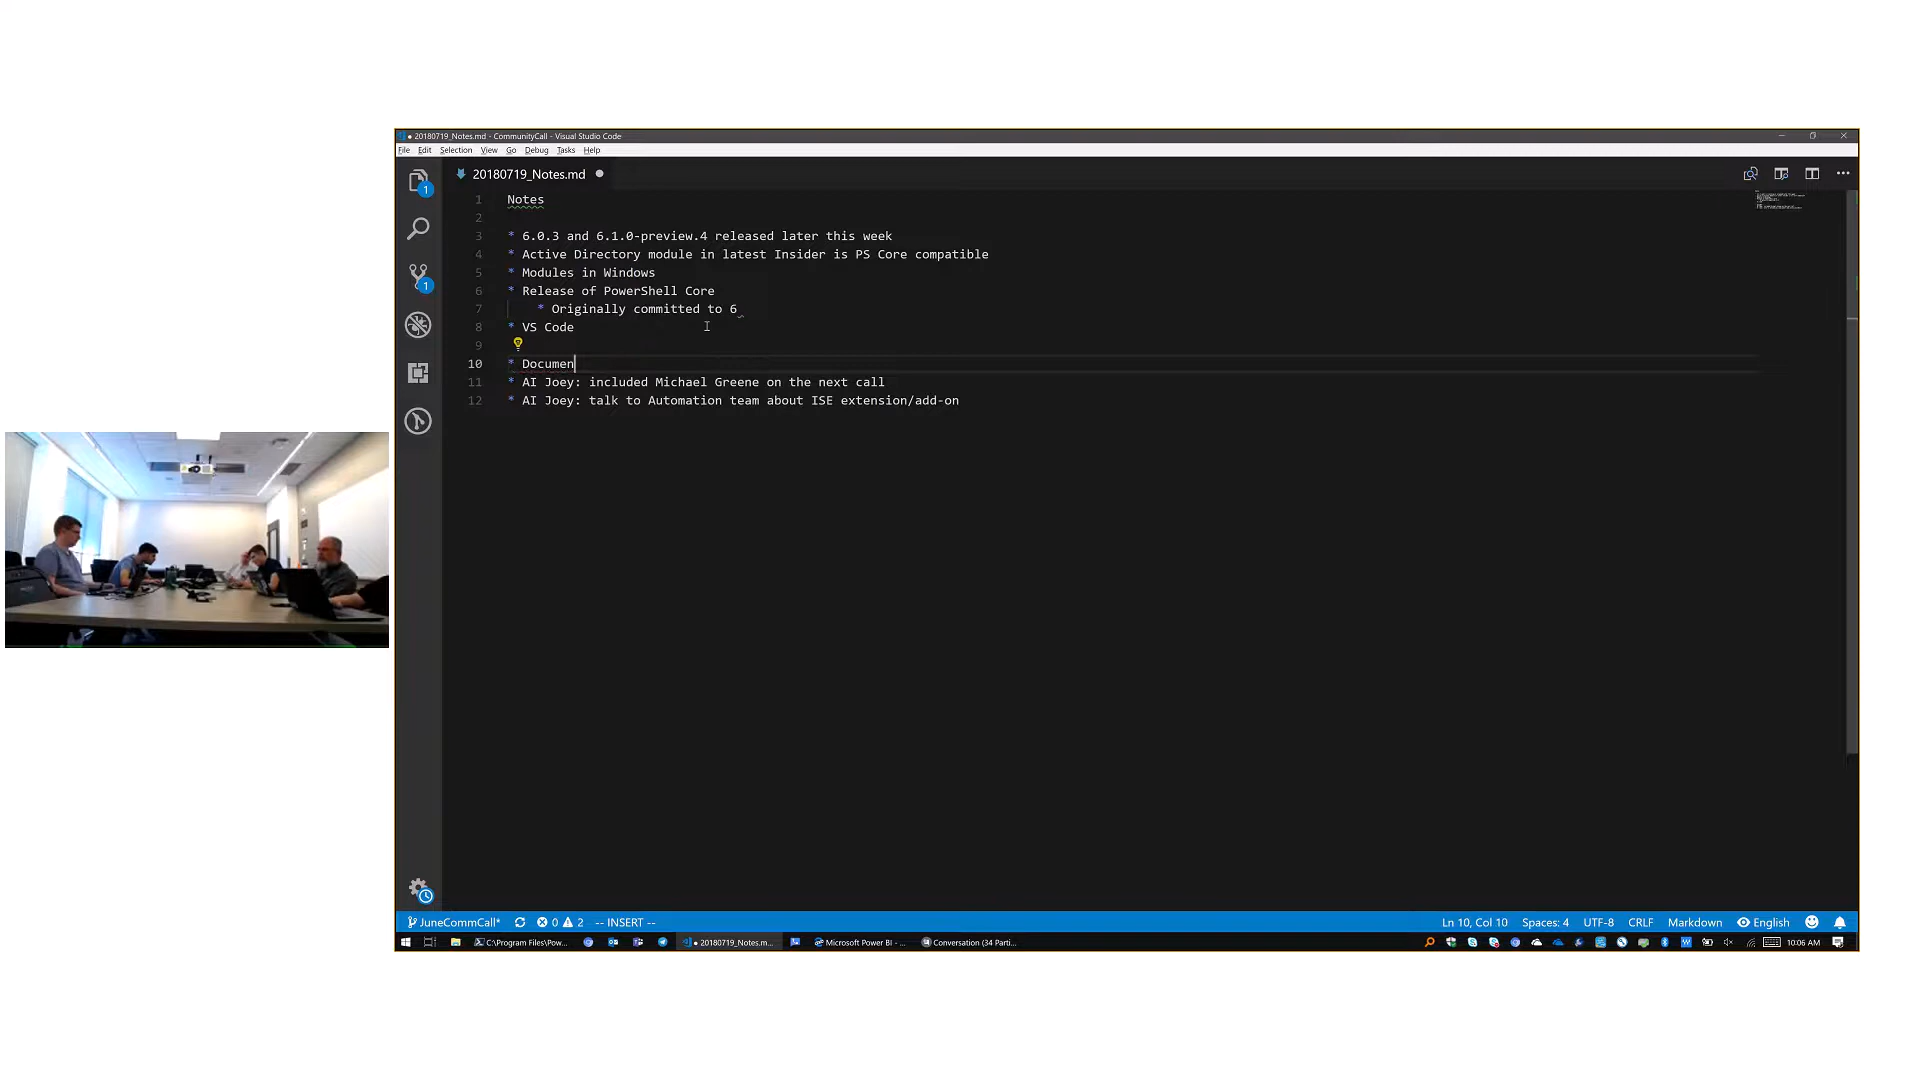 20180719_Notes.md - CommunityCall - Visual Studio Code
File Edit Selection View Go Debug Tasks Help
20180719_Notes.md
1 Notes
2
3 * 6.0.3 and 6.1.0-preview.4 released later this week
4 * Active Directory module in latest Insider is PS Core compatible
5 * Modules in Windows
6 * Release of PowerShell Core
7 * Originally committed to 6
8 * VS Code
9
10 * Documen
11 * AI Joey: included Michael Greene on the next call
12 * AI Joey: talk to Automation team about ISE extension/add-on
1
1
JuneCommCall* 0 2 -- INSERT -- Ln 10, Col 10 Spaces: 4 UTF-8 CRLF Markdown English
C:\Program Files\Pow... 20180719_Notes.m... Microsoft Power BI - ... Conversation (34 Parti... 10:06 AM